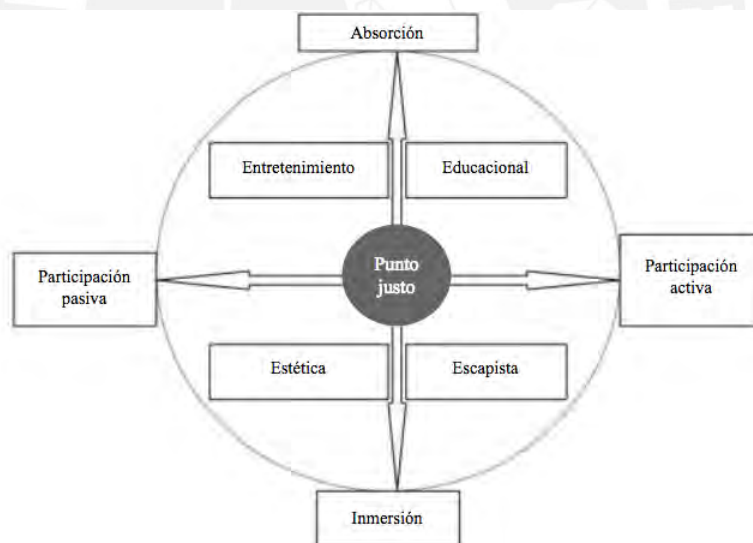 Absorción
Entretenimiento
Educacional
Participación
pasiva
Punto
justo
Participación
activa
Estética
Escapista
Inmersión